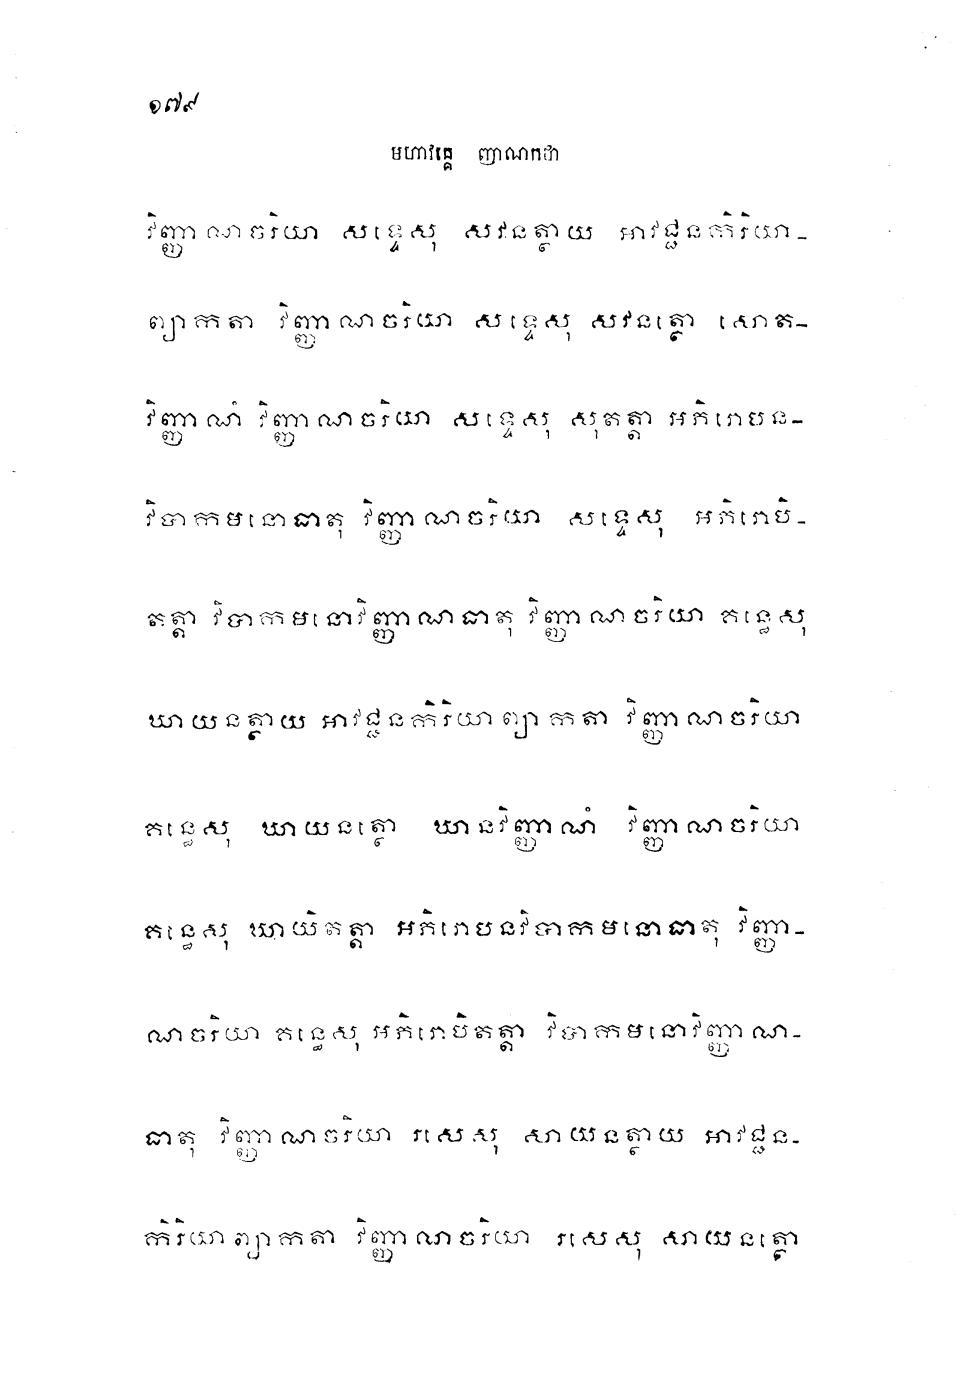 ១៧៩
មហាវគ្គេ ញាណកថា
វិញ្ញាណចរិយា សទ្ទេសុ សវនត្ថាយ អាវជ្ជនកិរិយា-
ព្យាកតា វិញ្ញាណចរិយា សទ្ទេសុ សវនត្ថោ សោត-
វិញ្ញាណំ វិញ្ញាណចរិយា សទ្ទេសុ សុតត្តា អភិរោបន-
វិបាកមនោធាតុ វិញ្ញាណចរិយា សទ្ទេសុ អភិរោបិ-
តត្តា វិបាកមនោវិញ្ញាណធាតុ វិញ្ញាណចរិយា គន្ធេសុ
ឃាយនត្ថាយ អាវជ្ជនកិរិយាព្យាកតា វិញ្ញាណចរិយា
គន្ធេសុ ឃាយនត្ថោ ឃានវិញ្ញាណំ វិញ្ញាណចរិយា
គន្ធេសុ ឃាយិតត្តា អភិរោបនវិបាកមនោធាតុ វិញ្ញា-
ណចរិយា គន្ធេសុ អភិរោបិតត្តា វិបាកមនោវិញ្ញាណ-
ធាតុ វិញ្ញាណចរិយា រសេសុ សាយនត្ថាយ អាវជ្ជន-
កិរិយាព្យាកតា វិញ្ញាណចរិយា រសេសុ សាយនត្ថោ